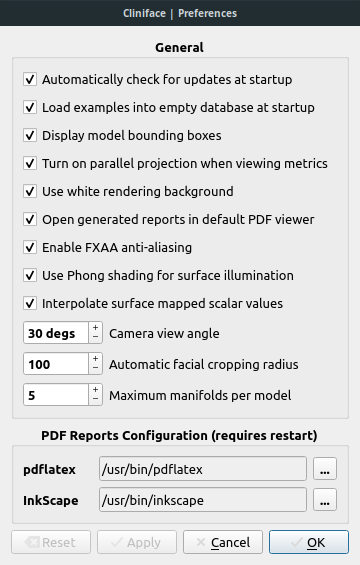 Cliniface | Preferences
General
Automatically check for updates at startup
Load examples into empty database at startup
Display model bounding boxes
Turn on parallel projection when viewing metrics
Use white rendering background
Open generated reports in default PDF viewer
Enable FXAA anti-aliasing
Use Phong shading for surface illumination
Interpolate surface mapped scalar values
30 degs Camera view angle
100 Automatic facial cropping radius
5 Maximum manifolds per model
PDF Reports Configuration (requires restart)
pdflatex /usr/bin/pdflatex ...
InkScape /usr/bin/inkscape ...
Reset Apply Cancel OK